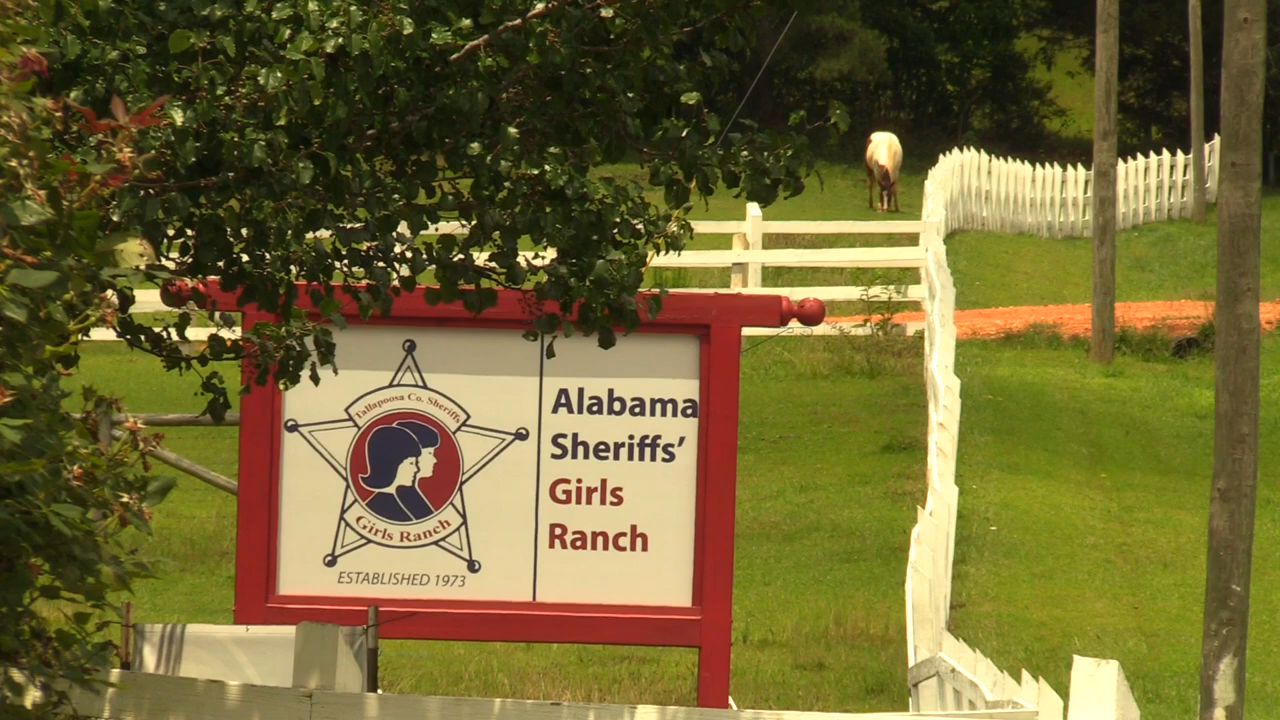 Tallapoosa Co. Sheriffs
Girls Ranch
ESTABLISHED 1973
Alabama
Sheriffs'
Girls
Ranch